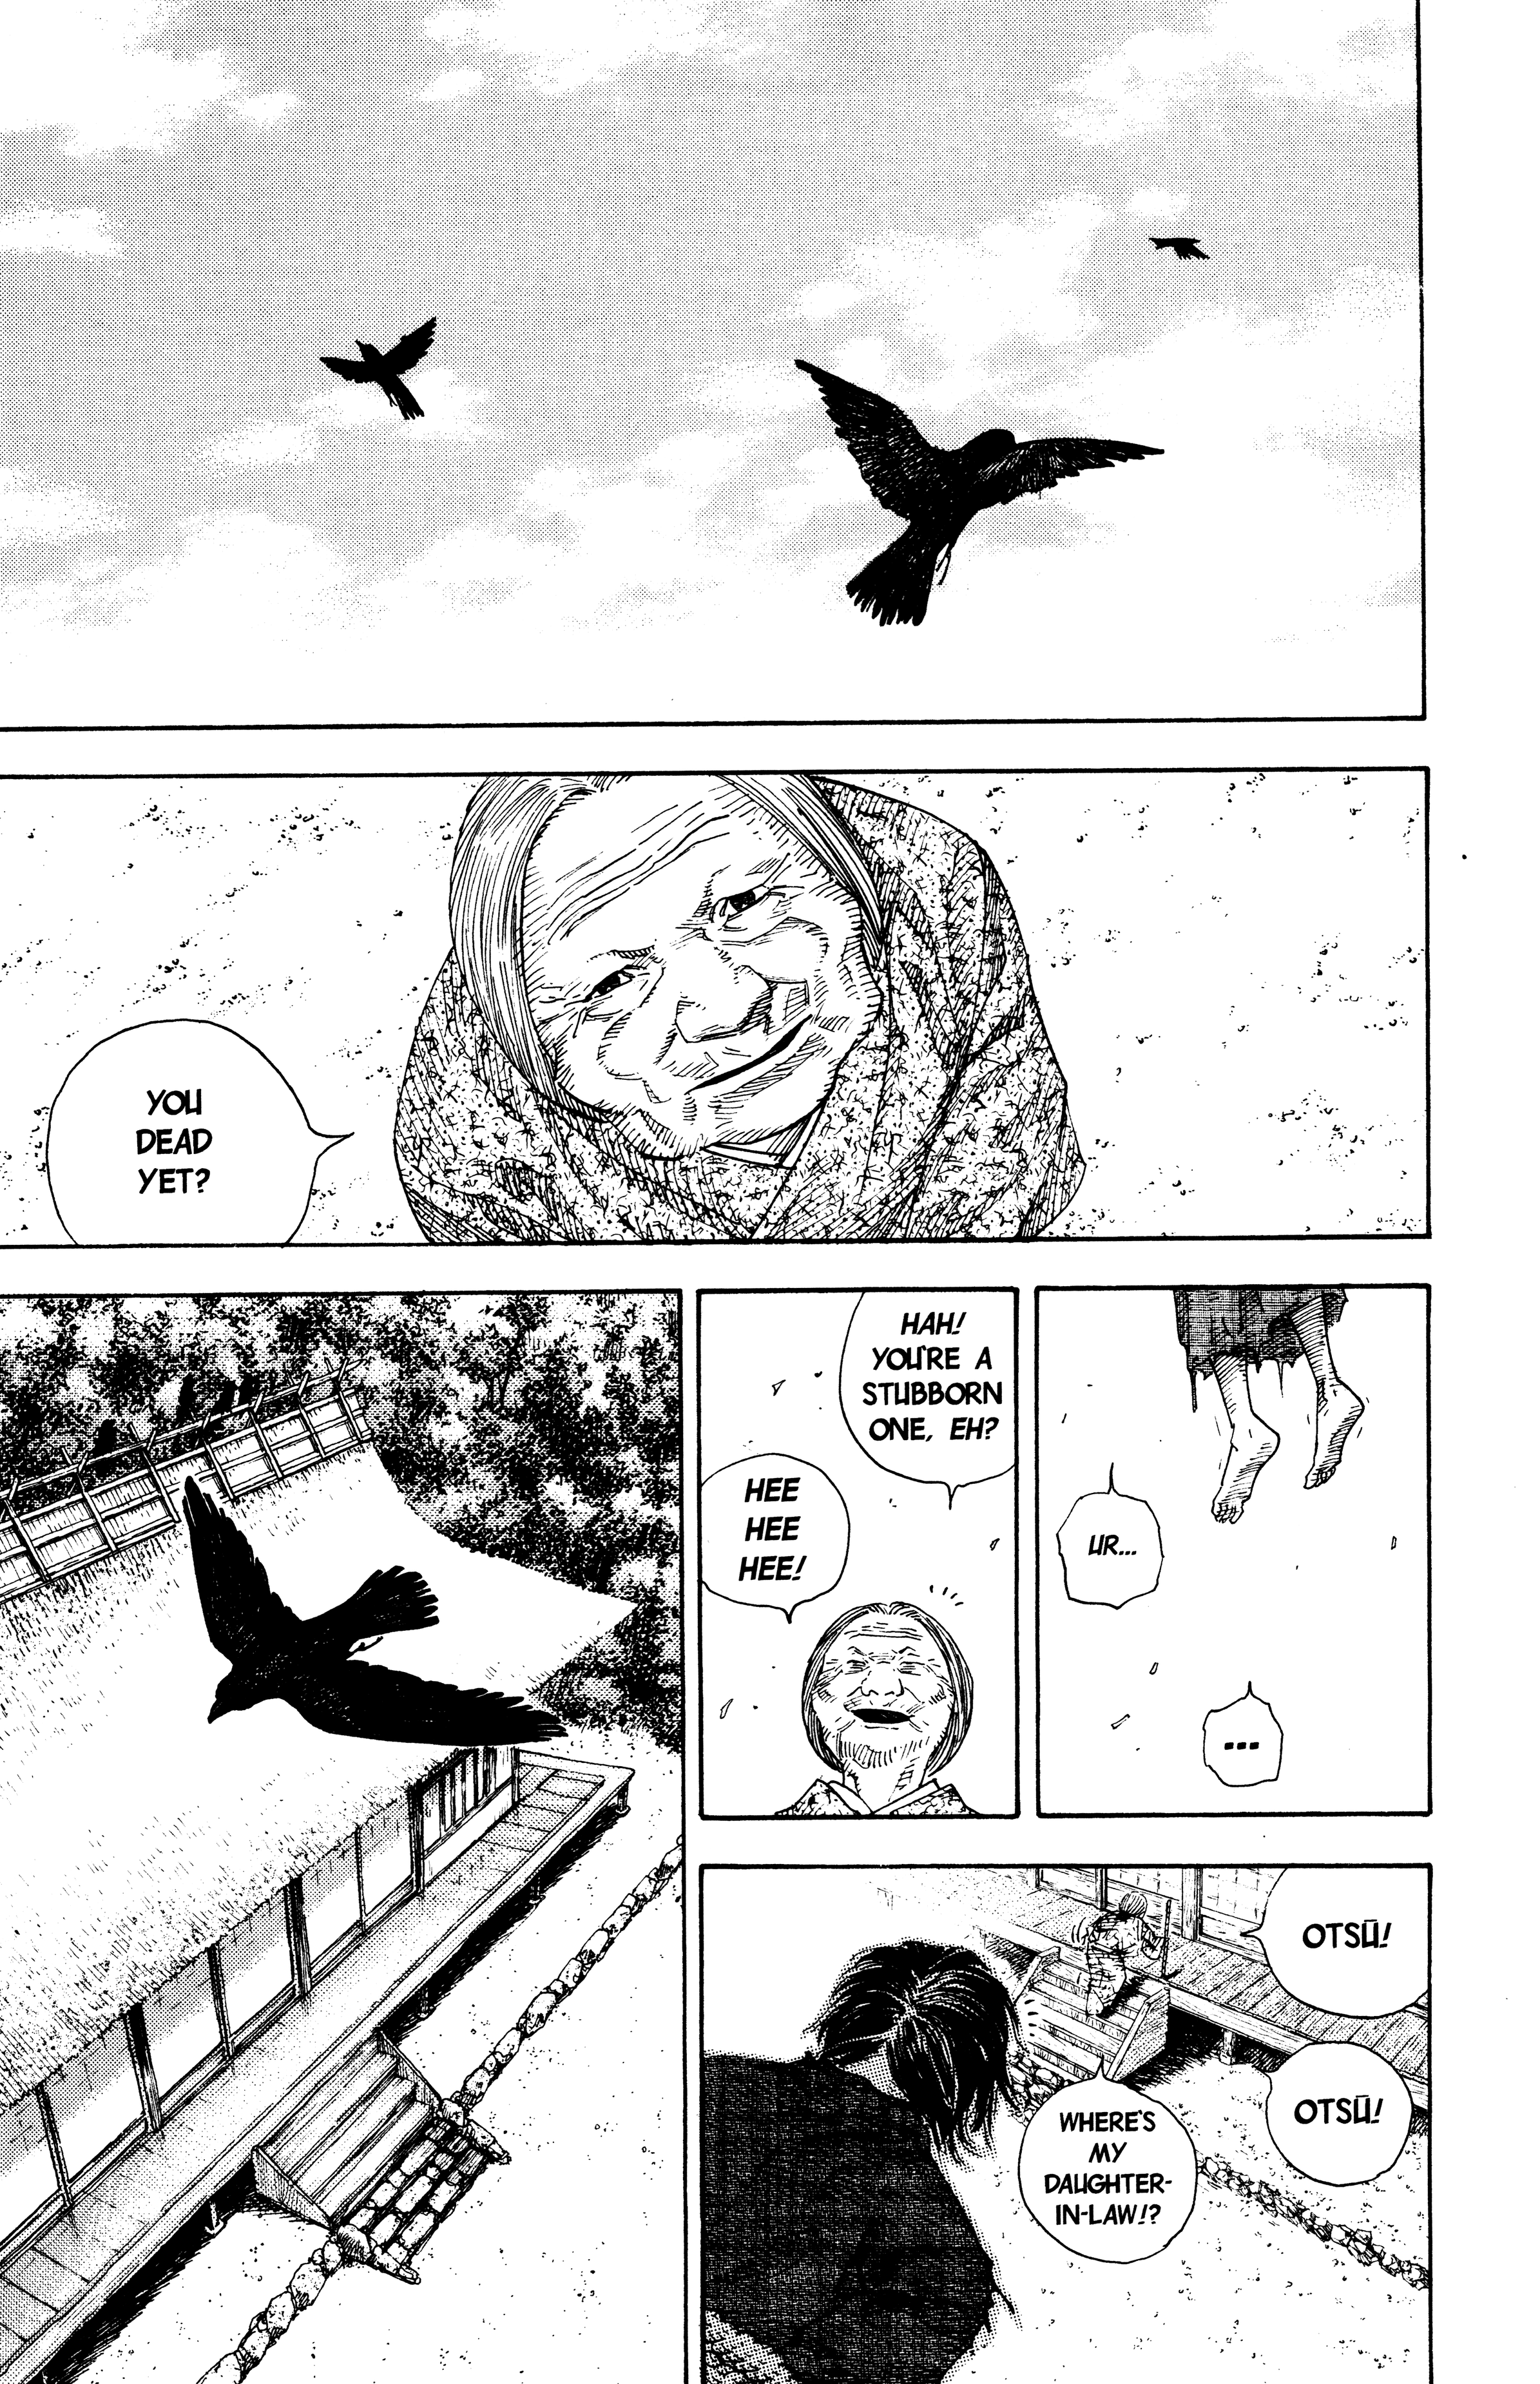 YOU
DEAD
YET?
UR...
...
HAH!
YOU'RE A
STUBBORN
ONE, EH?
HEE
HEE
HEE!
OTSŪ!
OTSŪ!
WHERE'S
MY
DAUGHTER-
IN-LAW!?